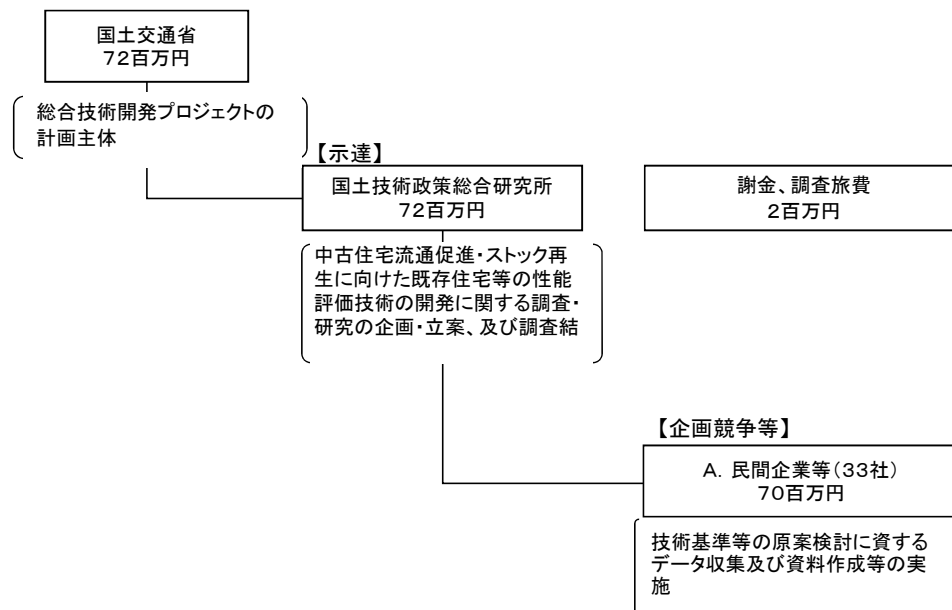 国土交通省
72百万円
総合技術開発プロジェクトの
計画主体
【示達】
国土技術政策総合研究所
72百万円
謝金、調査旅費
2百万円
中古住宅流通促進・ストック再
生に向けた既存住宅等の性能
評価技術の開発に関する調査・
研究の企画・立案、及び調査結
【企画競争等】
A．民間企業等（33社）
70百万円
技術基準等の原案検討に資する
データ収集及び資料作成等の実
施